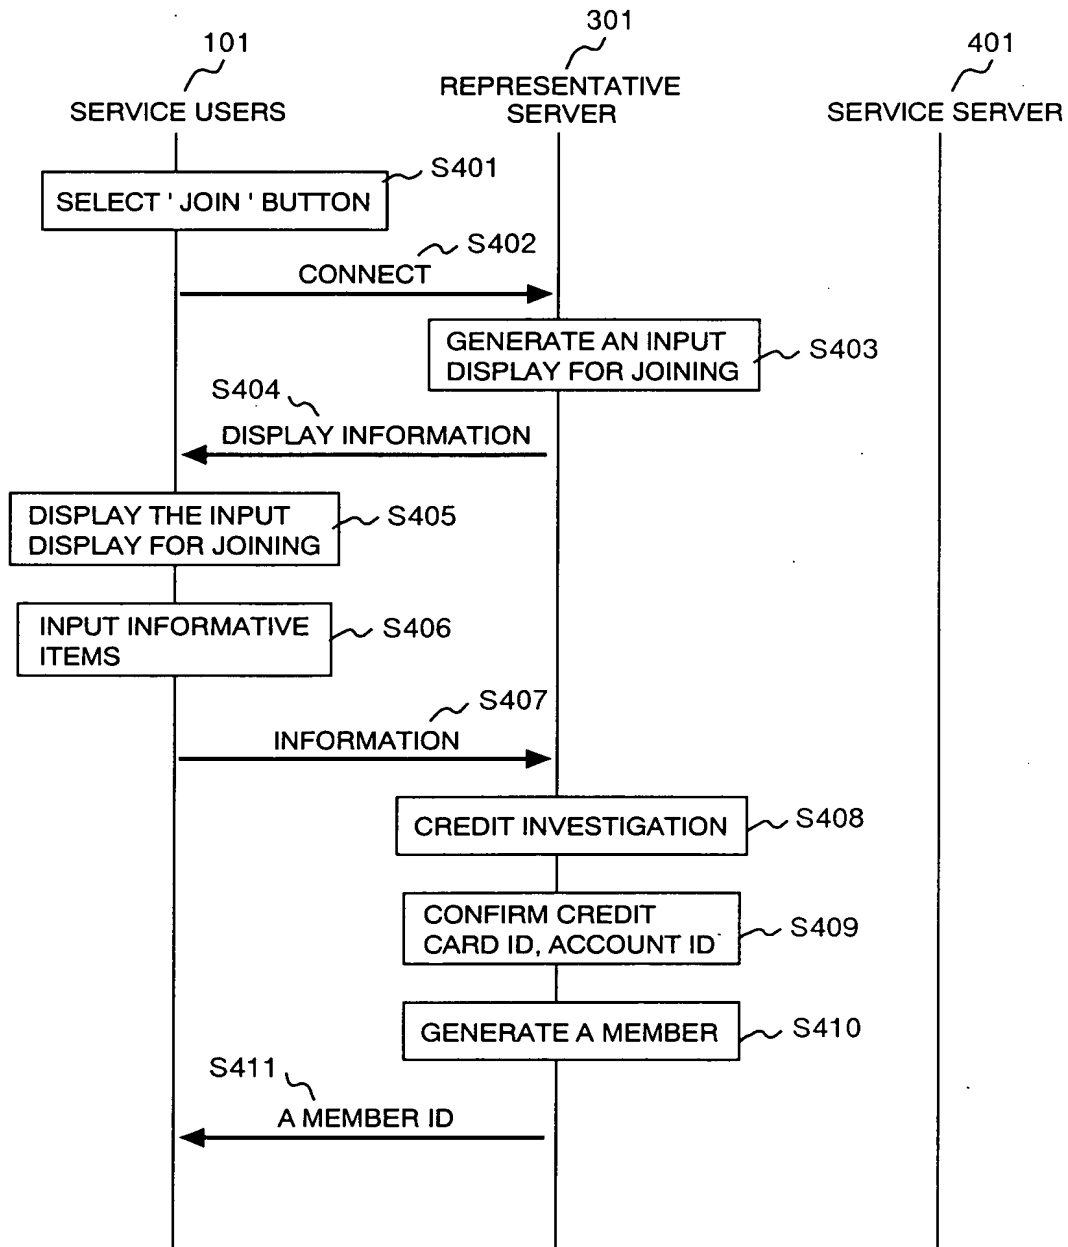 101
SERVICE USERS
301
REPRESENTATIVE
SERVER
401
SERVICE SERVER
S401
SELECT ' JOIN ' BUTTON
S402
CONNECT
GENERATE AN INPUT
DISPLAY FOR JOINING
S403
S404
DISPLAY INFORMATION
DISPLAY THE INPUT
DISPLAY FOR JOINING
S405
INPUT INFORMATIVE
ITEMS
S406
S407
INFORMATION
CREDIT INVESTIGATION
S408
CONFIRM CREDIT
CARD ID, ACCOUNT ID
S409
GENERATE A MEMBER
S410
S411
A MEMBER ID